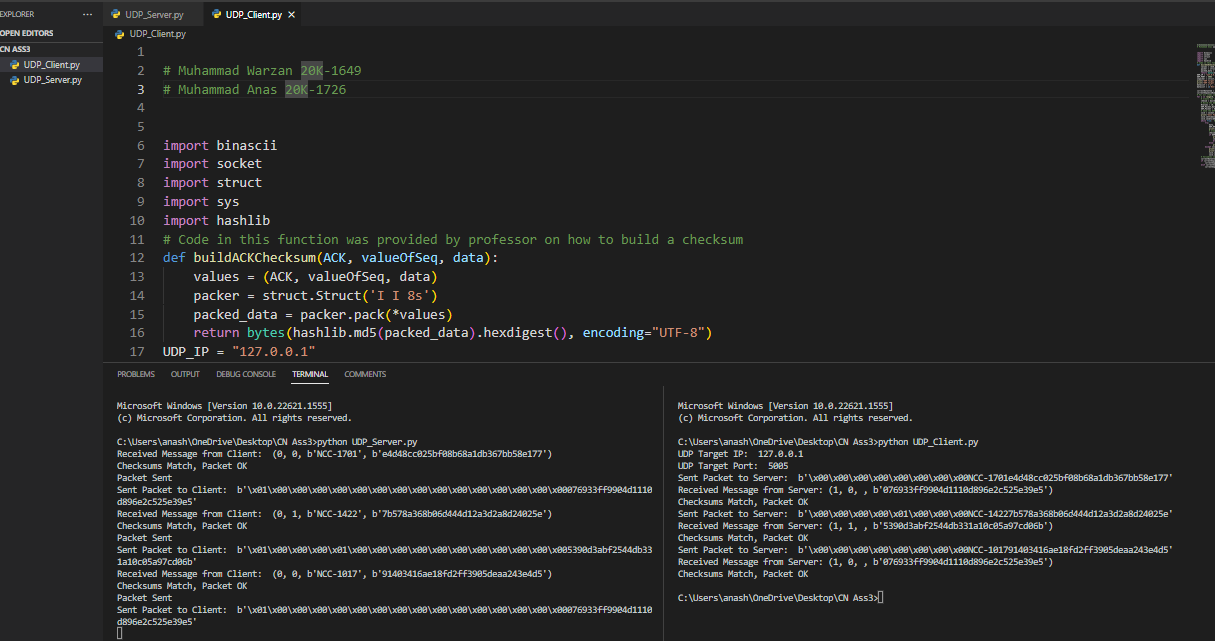 EXPLORER ...
OPEN EDITORS
CN ASS3
UDP_Client.py
UDP_Server.py
UDP_Server.py UDP_Client.py ×
UDP_Client.py
1
2 # Muhammad Warzan 20K-1649
3 # Muhammad Anas 20K-1726
4
5
6 import binascii
7 import socket
8 import struct
9 import sys
10 import hashlib
11 # Code in this function was provided by professor on how to build a checksum
12 def buildACKChecksum(ACK, valueOfSeq, data):
13 values = (ACK, valueOfSeq, data)
14 packer = struct.Struct('I I 8s')
15 packed_data = packer.pack(*values)
16 return bytes(hashlib.md5(packed_data).hexdigest(), encoding="UTF-8")
17 UDP_IP = "127.0.0.1"
PROBLEMS OUTPUT DEBUG CONSOLE TERMINAL COMMENTS
Microsoft Windows [Version 10.0.22621.1555]
(c) Microsoft Corporation. All rights reserved.
C:\Users\anash\OneDrive\Desktop\CN Ass3>python UDP_Server.py
Received Message from Client:  (0, 0, b'NCC-1701', b'e4d48cc025bf08b68a1db367bb58e177')
Checksums Match, Packet OK
Packet Sent
Sent Packet to Client:  b'\x01\x00\x00\x00\x00\x00\x00\x00\x00\x00\x00\x00\x00\x00\x00\x00076933ff9904d1110
d896e2c525e39e5'
Received Message from Client:  (0, 1, b'NCC-1422', b'7b578a368b06d444d12a3d2a8d24025e')
Checksums Match, Packet OK
Packet Sent
Sent Packet to Client:  b'\x01\x00\x00\x00\x01\x00\x00\x00\x00\x00\x00\x00\x00\x00\x00\x005390d3abf2544db33
1a10c05a97cd06b'
Received Message from Client:  (0, 0, b'NCC-1017', b'91403416ae18fd2ff3905deaa243e4d5')
Checksums Match, Packet OK
Packet Sent
Sent Packet to Client:  b'\x01\x00\x00\x00\x00\x00\x00\x00\x00\x00\x00\x00\x00\x00\x00\x00076933ff9904d1110
d896e2c525e39e5'
Microsoft Windows [Version 10.0.22621.1555]
(c) Microsoft Corporation. All rights reserved.
C:\Users\anash\OneDrive\Desktop\CN Ass3>python UDP_Client.py
UDP Target IP:  127.0.0.1
UDP Target Port:  5005
Sent Packet to Server:  b'\x00\x00\x00\x00\x00\x00\x00\x00NCC-1701e4d48cc025bf08b68a1db367bb58e177'
Received Message from Server: (1, 0, , b'076933ff9904d1110d896e2c525e39e5')
Checksums Match, Packet OK
Sent Packet to Server:  b'\x00\x00\x00\x00\x01\x00\x00\x00NCC-14227b578a368b06d444d12a3d2a8d24025e'
Received Message from Server: (1, 1, , b'5390d3abf2544db331a10c05a97cd06b')
Checksums Match, Packet OK
Sent Packet to Server:  b'\x00\x00\x00\x00\x00\x00\x00\x00NCC-101791403416ae18fd2ff3905deaa243e4d5'
Received Message from Server: (1, 0, , b'076933ff9904d1110d896e2c525e39e5')
Checksums Match, Packet OK
C:\Users\anash\OneDrive\Desktop\CN Ass3>